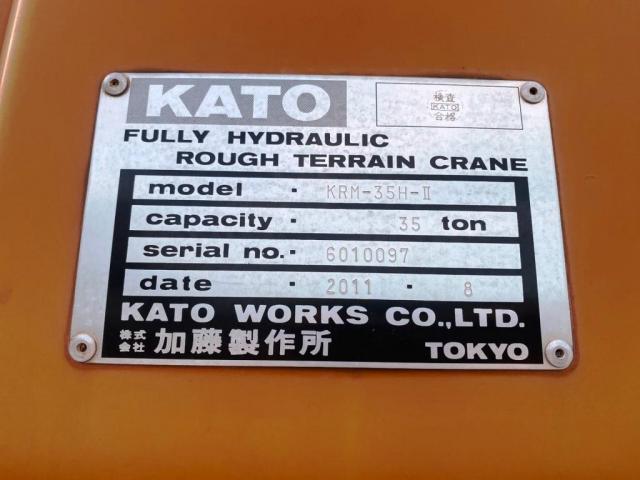 KATO
検査
KATO
合格
FULLY HYDRAULIC
ROUGH TERRAIN CRANE
model · KRM-35H-II
capacity · 35 ton
serial no. · 6010097
date · 2011 · 8
KATO WORKS CO.,LTD.
株式会社 加藤製作所 TOKYO